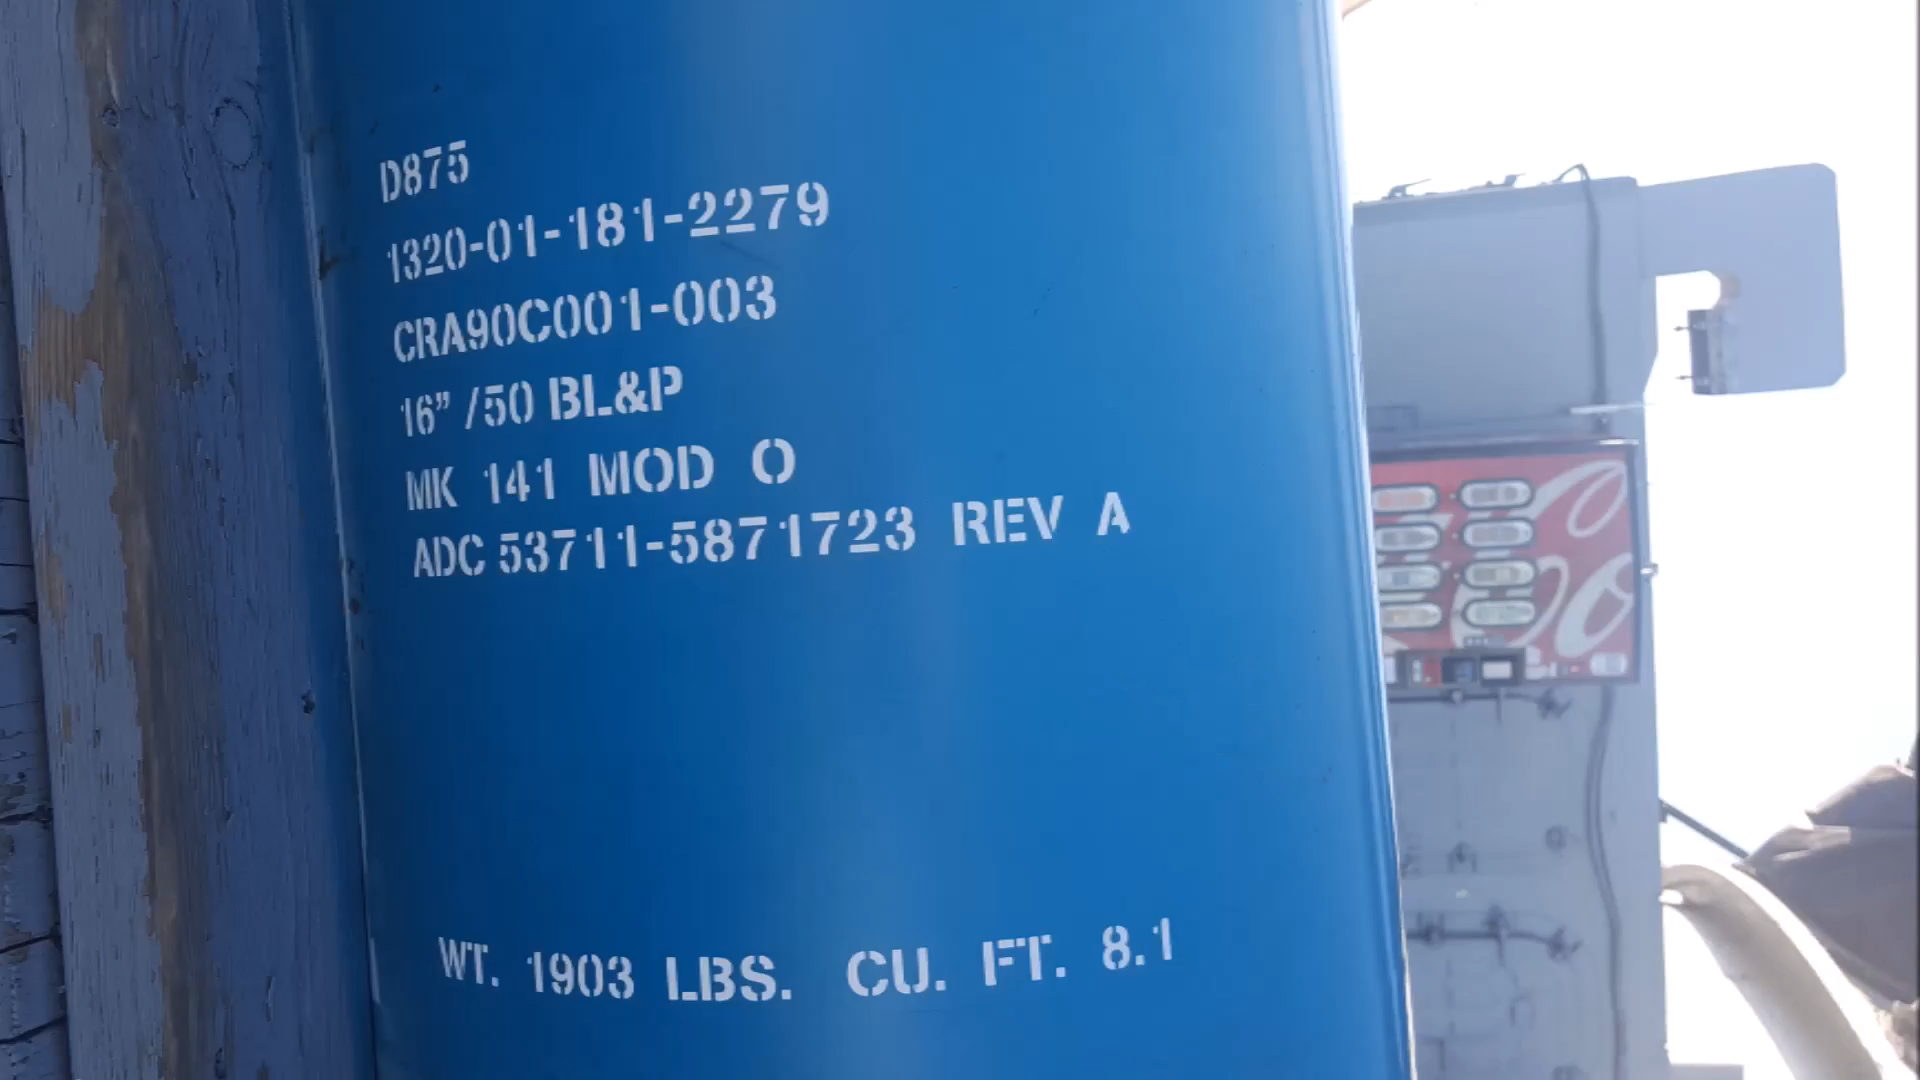 D875
1320-01-181-2279
CRA90C001-003
16” /50 BL&P
MK 141 MOD O
ADC 53711-5871723 REV A
WT. 1903 LBS. CU. FT. 8.1